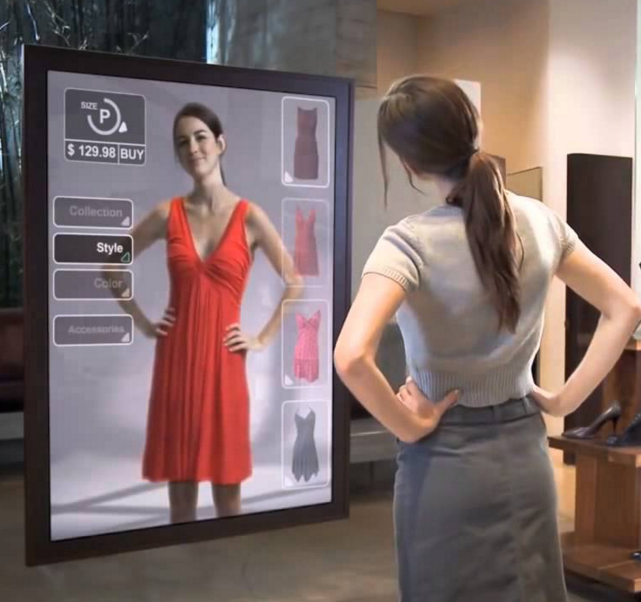 SIZE
P
$ 129.98 BUY
Collection
Style
Color
Accessories